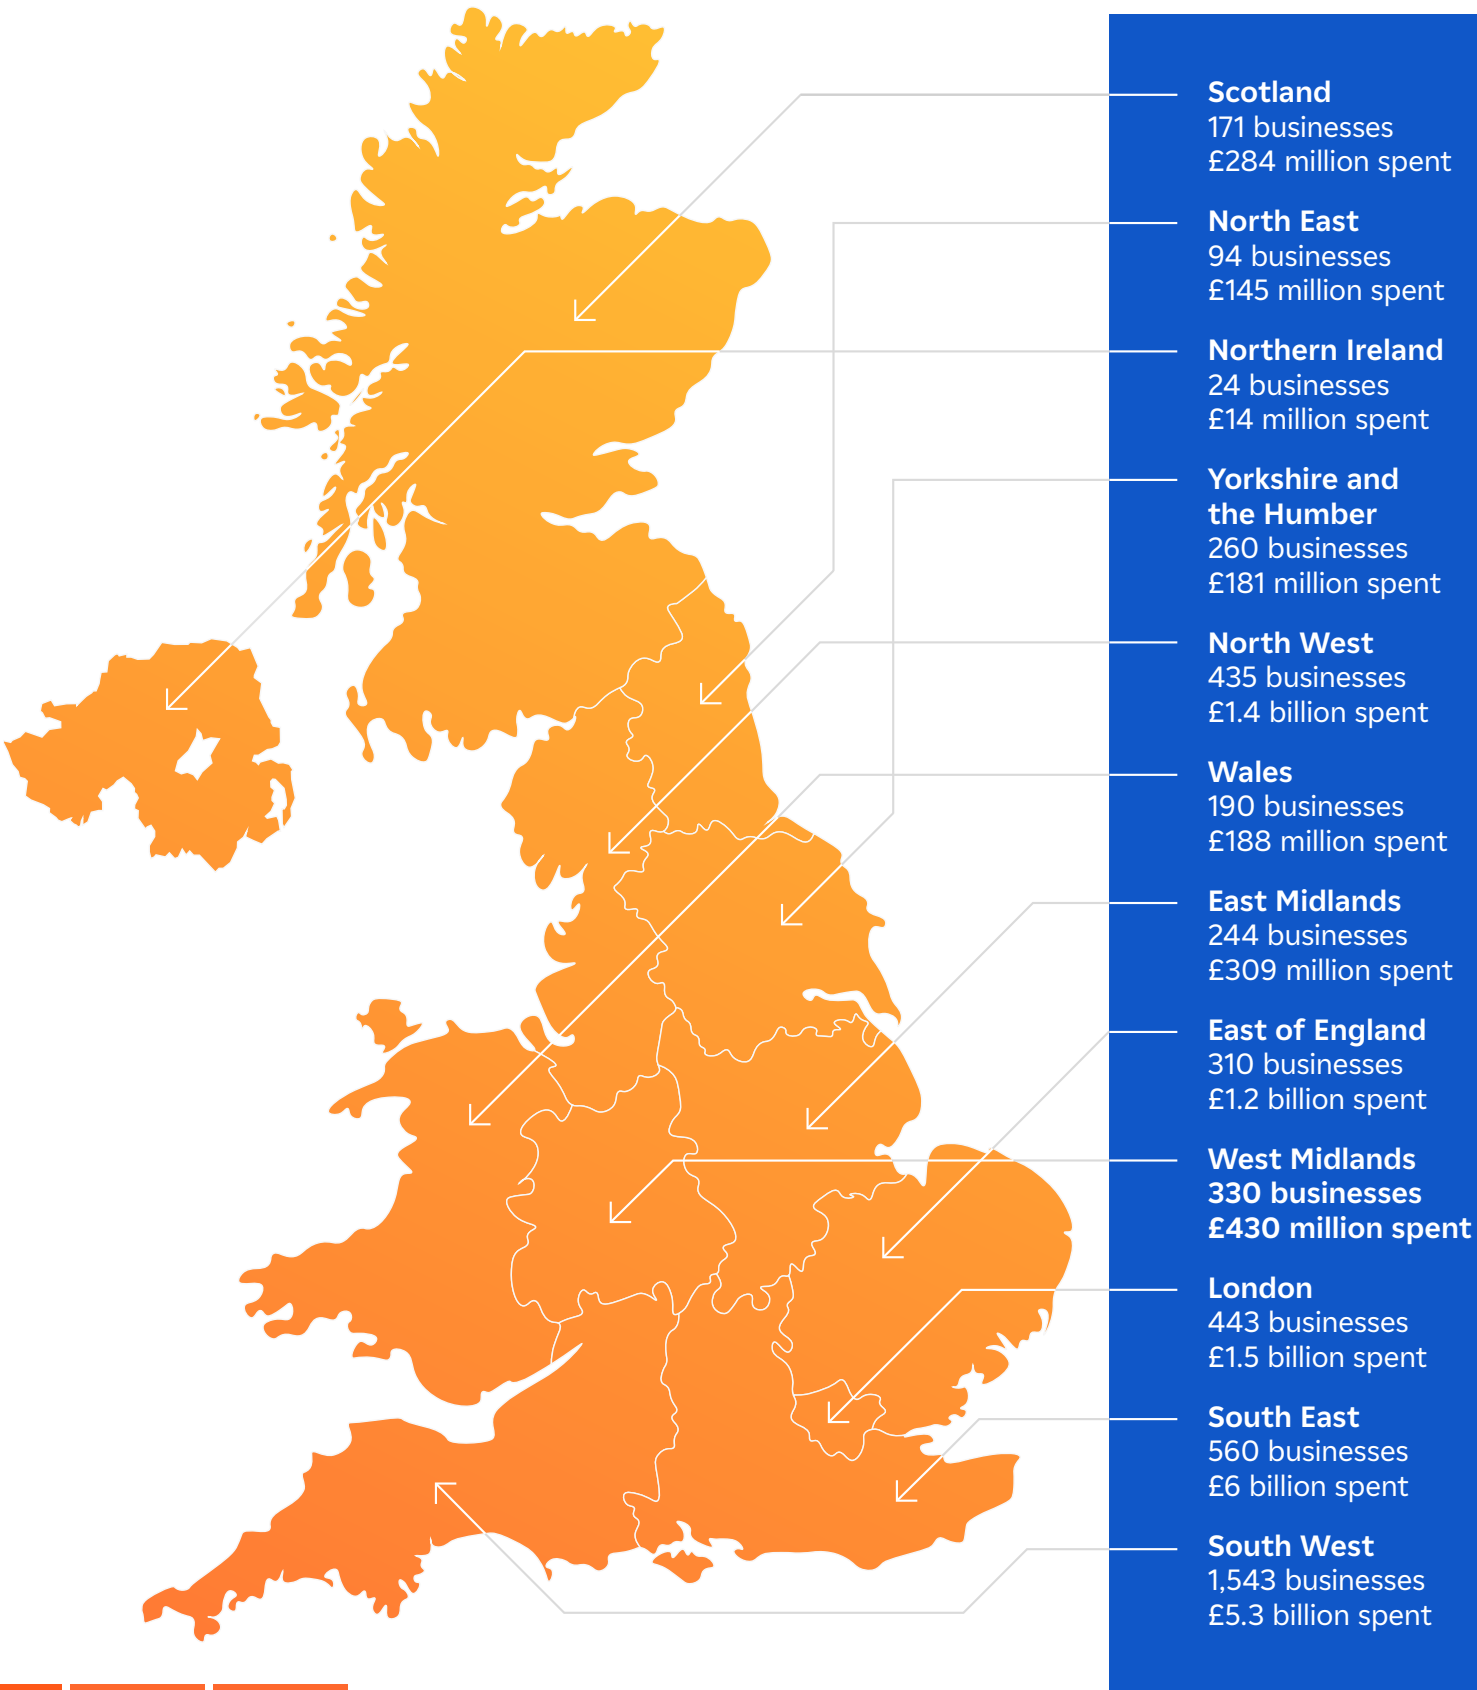 Scotland
171 businesses
£284 million spent
North East
94 businesses
£145 million spent
Northern Ireland
24 businesses
£14 million spent
Yorkshire and
the Humber
260 businesses
£181 million spent
North West
435 businesses
£1.4 billion spent
Wales
190 businesses
£188 million spent
East Midlands
244 businesses
£309 million spent
East of England
310 businesses
£1.2 billion spent
West Midlands
330 businesses
£430 million spent
London
443 businesses
£1.5 billion spent
South East
560 businesses
£6 billion spent
South West
1,543 businesses
£5.3 billion spent